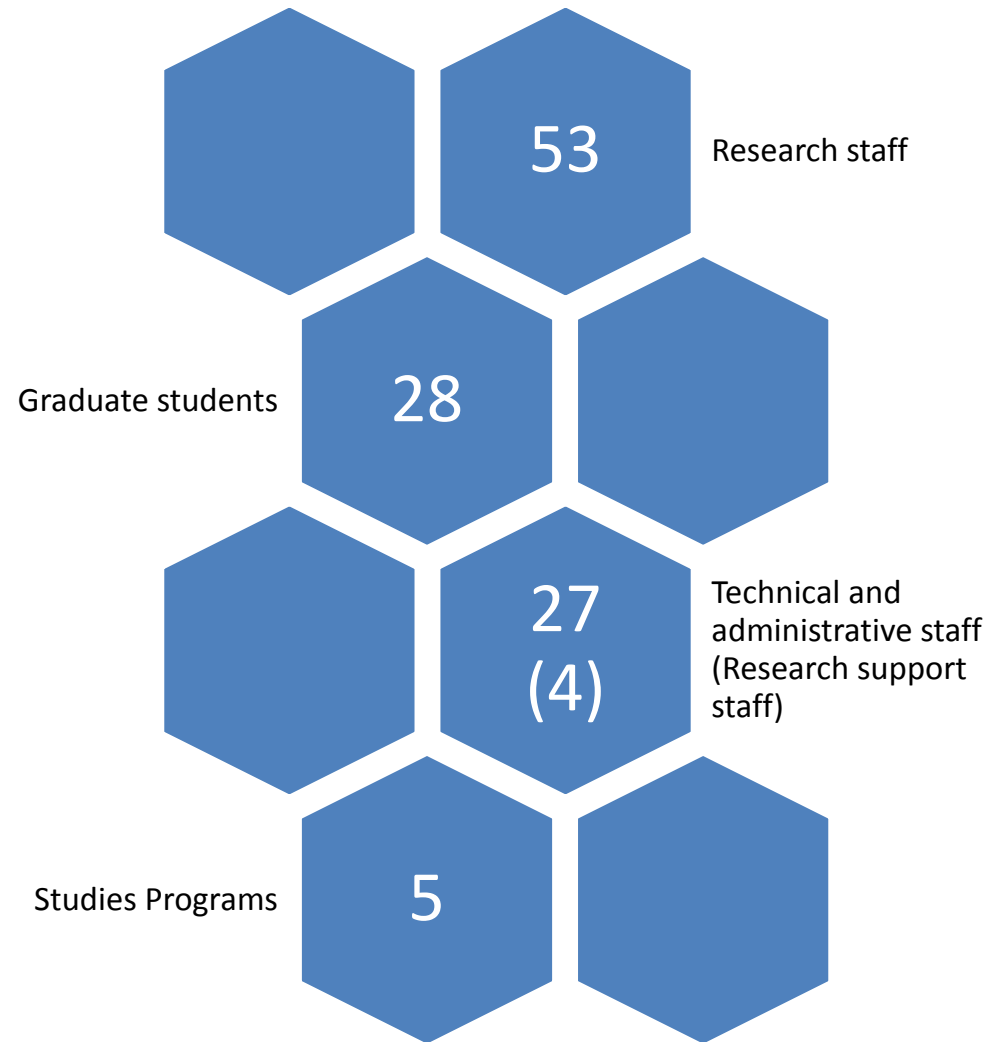 53
Research staff
Graduate students
28
27
(4)
Technical and
administrative staff
(Research support
staff)
Studies Programs
5